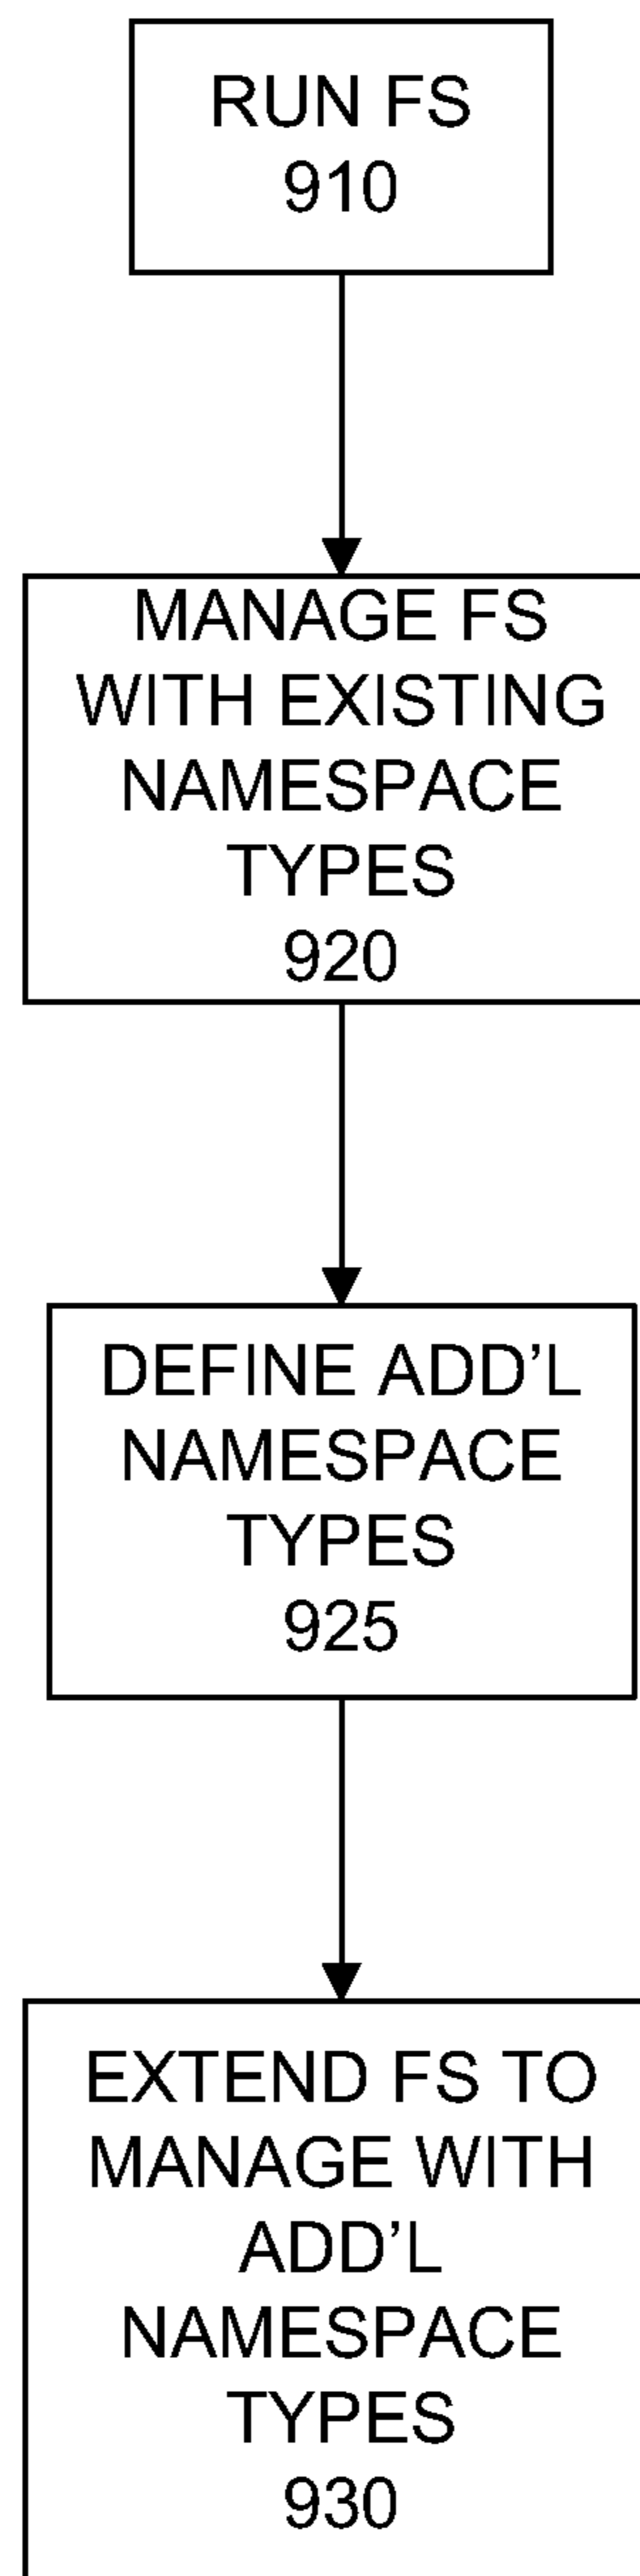 RUN FS
910
MANAGE FS
WITH EXISTING
NAMESPACE
TYPES
920
DEFINE ADD’L
NAMESPACE
TYPES
925
EXTEND FS TO
MANAGE WITH
ADD’L
NAMESPACE
TYPES
930